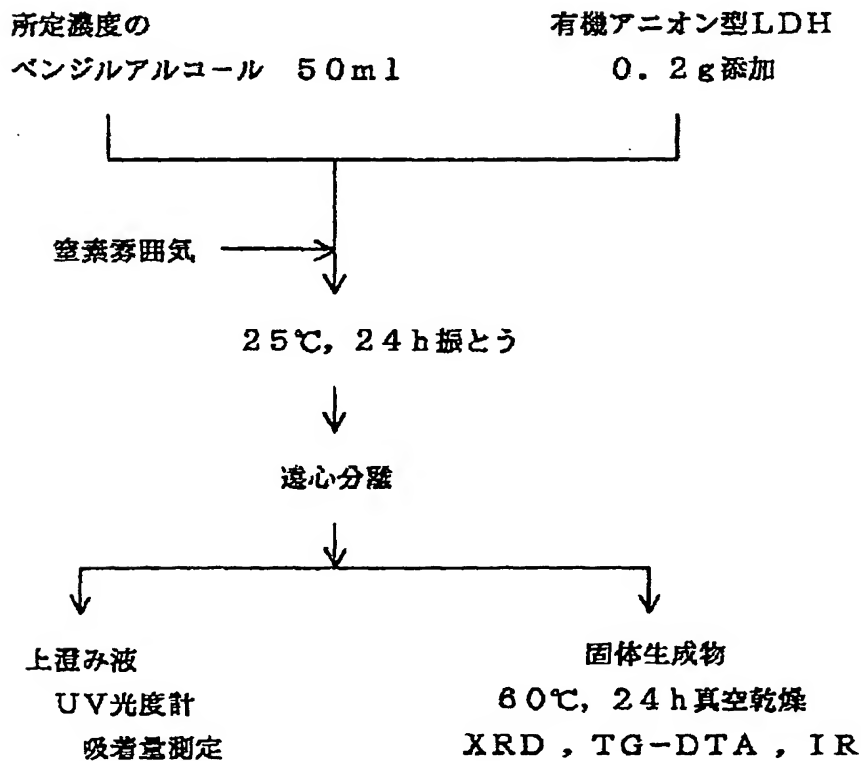 所定濃度の
ベンジルアルコール 50ml
有機アニオン型LDH
0.2g添加
窒素雰囲気
25℃, 24h振とう
遠心分離
上澄み液
UV光度計
吸着量測定
固体生成物
60℃, 24h真空乾燥
XRD , TG-DTA , IR